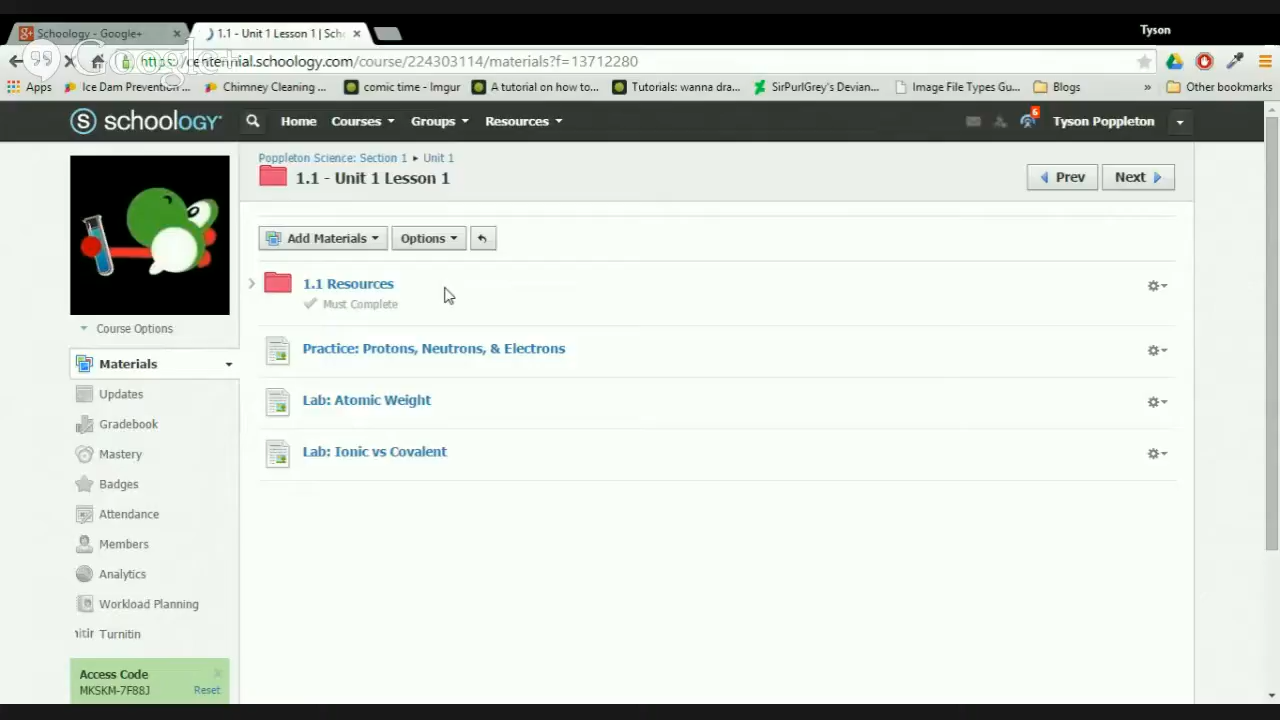 Schoology - Google+
1.1 - Unit 1 Lesson 1 | Sch
Tyson
Google+
https://centennial.schoology.com/course/224303114/materials?f=13712280
Apps
Ice Dam Prevention ...
Chimney Cleaning ...
comic time - Imgur
A tutorial on how to...
Tutorials: wanna dra...
SirPurlGrey's Devian...
Image File Types Gu...
Blogs
»
Other bookmarks
S schoology
Home
Courses
Groups
Resources
6
Tyson Poppleton
Poppleton Science: Section 1 ▸ Unit 1
1.1 - Unit 1 Lesson 1
Prev
Next
Add Materials
Options
1.1 Resources
Must Complete
Practice: Protons, Neutrons, & Electrons
Lab: Atomic Weight
Lab: Ionic vs Covalent
Course Options
Materials
Updates
Gradebook
Mastery
Badges
Attendance
Members
Analytics
Workload Planning
Turnitin
Access Code
MKSKM-7FB8J
Reset